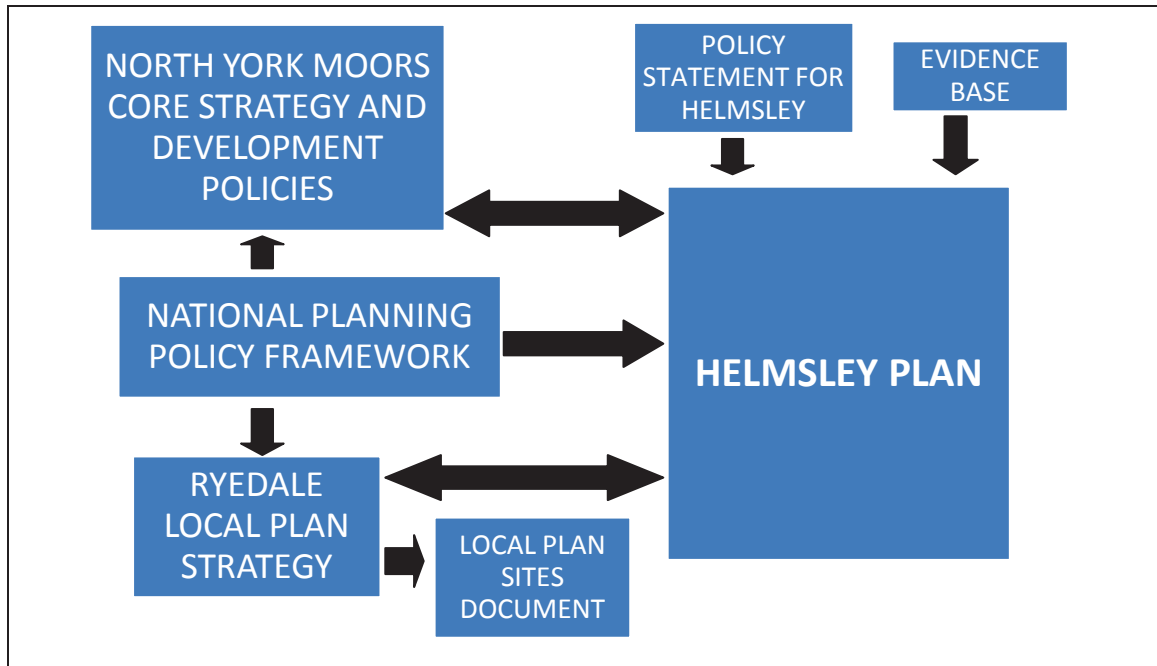 NORTH YORK MOORS
CORE STRATEGY AND
DEVELOPMENT
POLICIES
POLICY
STATEMENT FOR
HELMSLEY
EVIDENCE
BASE
NATIONAL PLANNING
POLICY FRAMEWORK
HELMSLEY PLAN
RYEDALE
LOCAL PLAN
STRATEGY
LOCAL PLAN
SITES
DOCUMENT